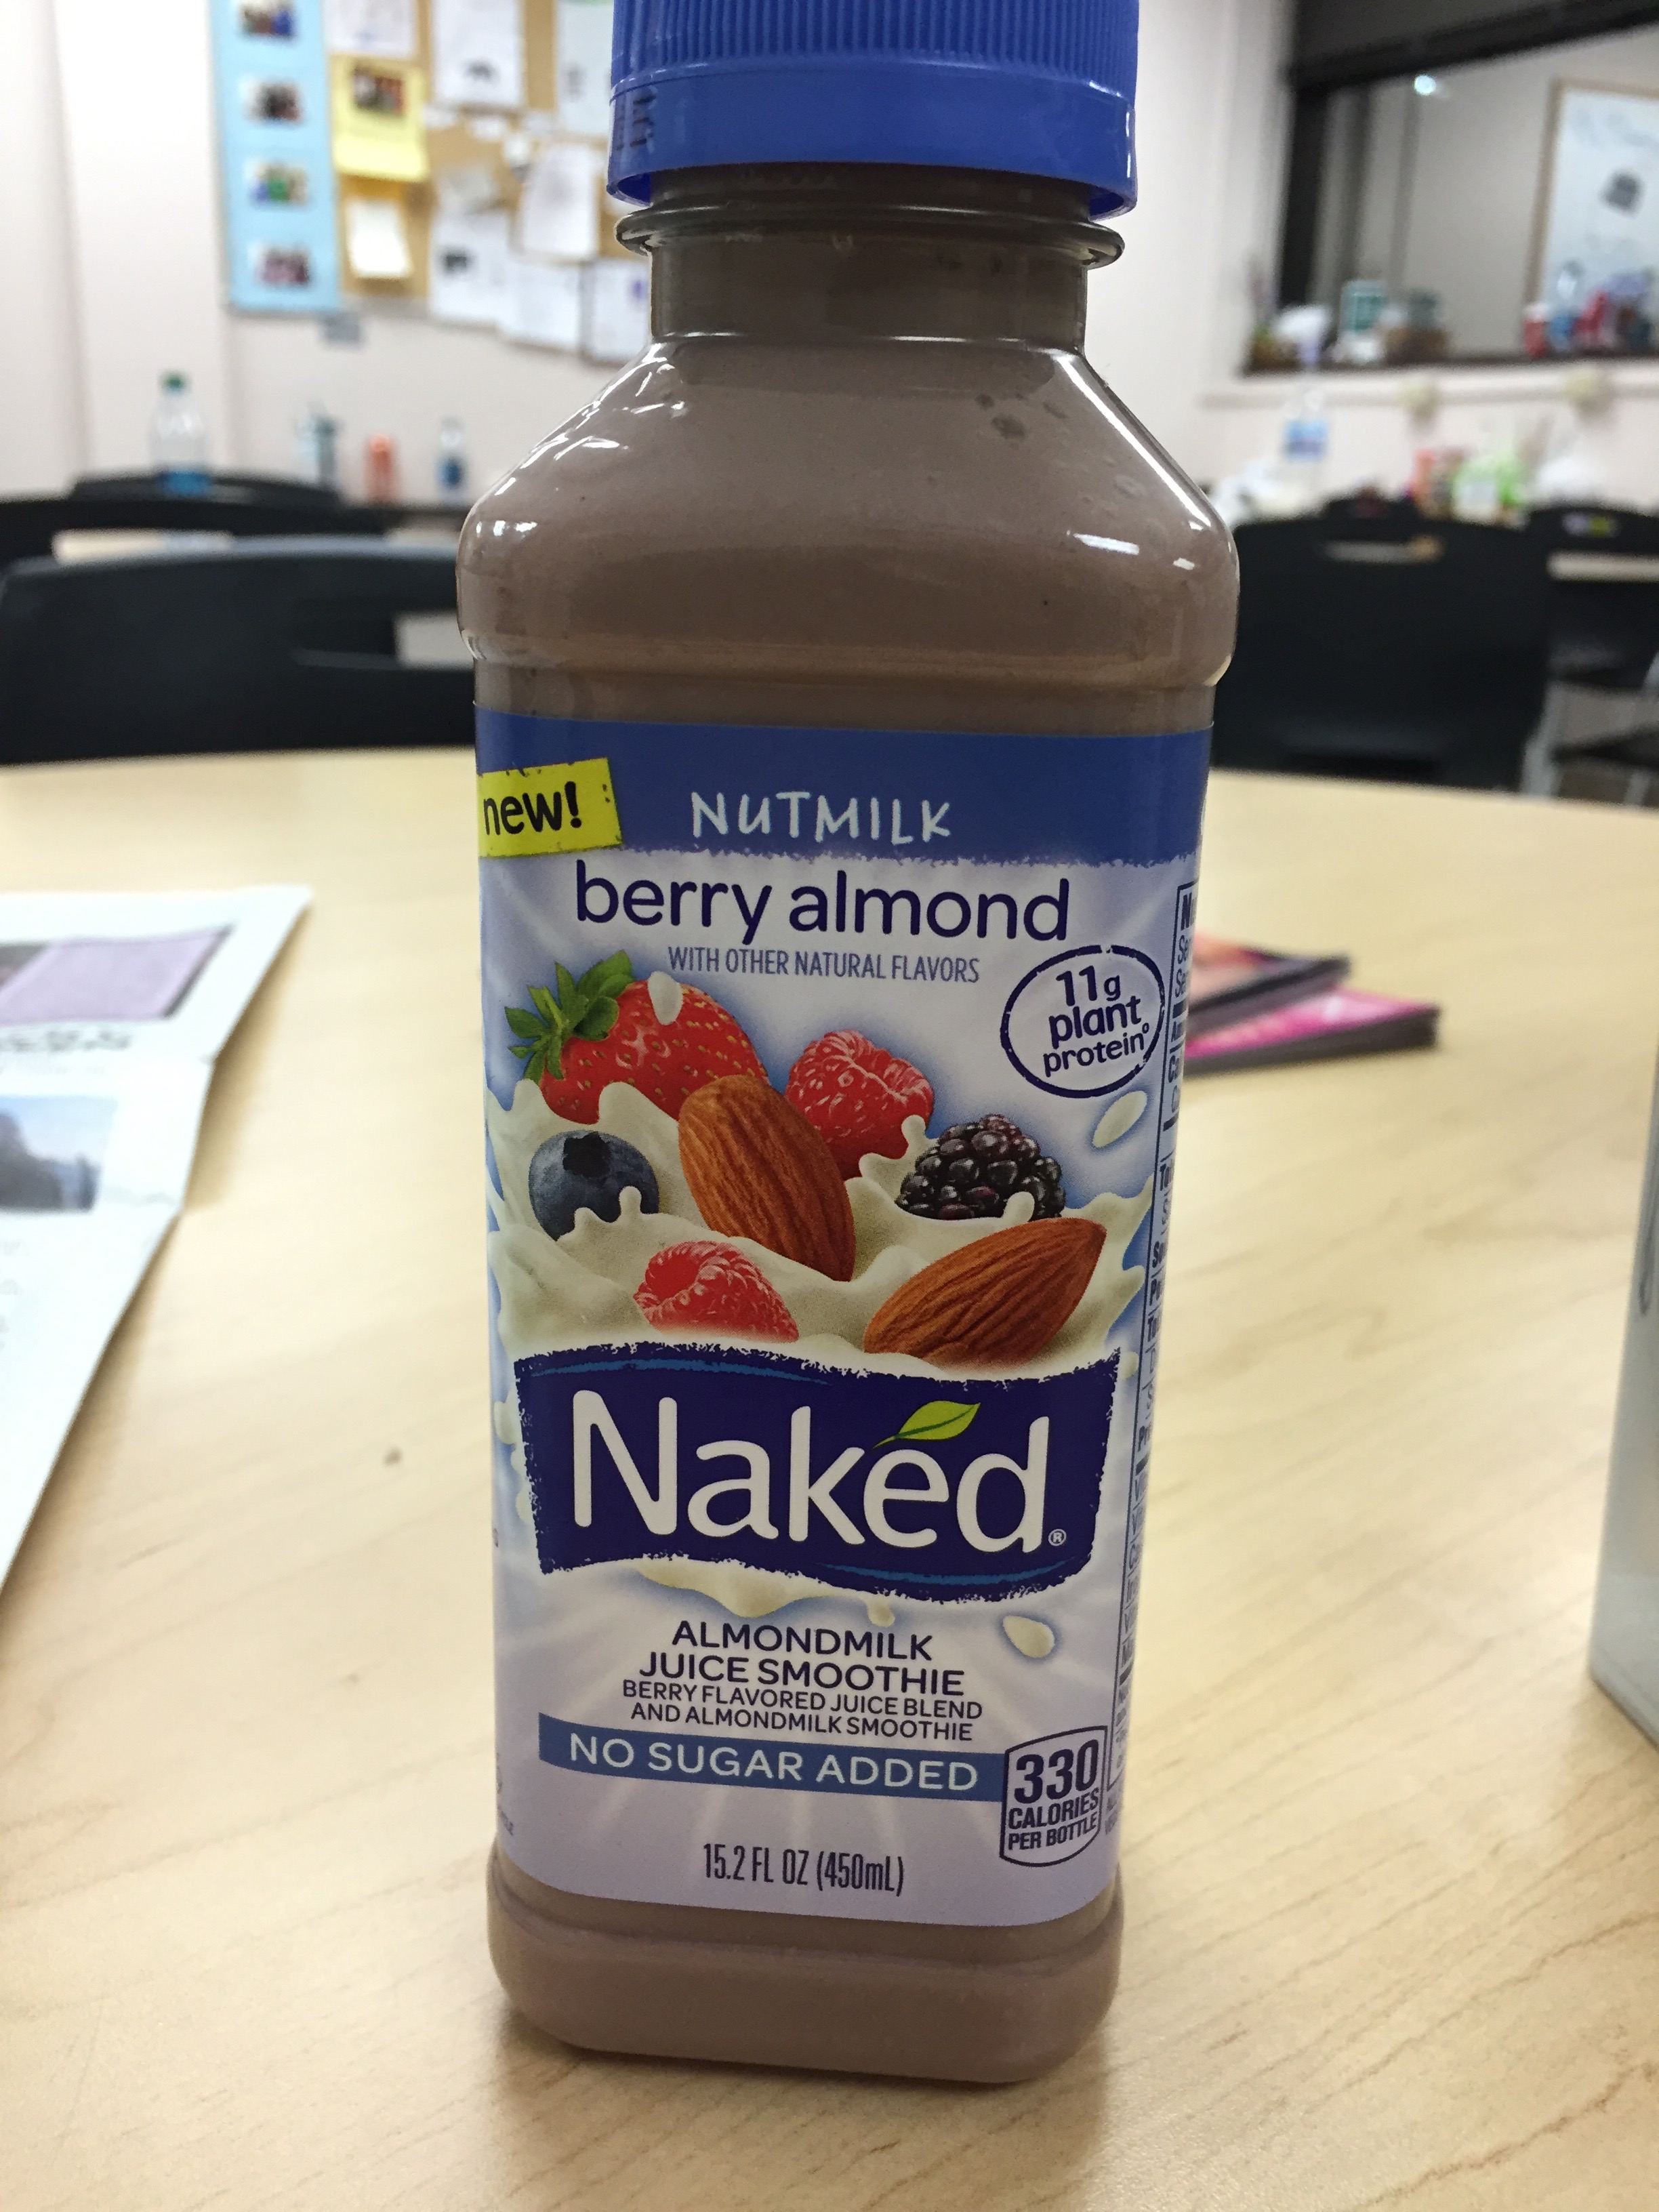 new!
NUTMILK
berry almond
WITH OTHER NATURAL FLAVORS
11g
plant
protein°
Naked®
ALMONDMILK
JUICE SMOOTHIE
BERRY FLAVORED JUICE BLEND
AND ALMONDMILK SMOOTHIE
NO SUGAR ADDED
330
CALORIES
PER BOTTLE
15.2 FL OZ (450mL)